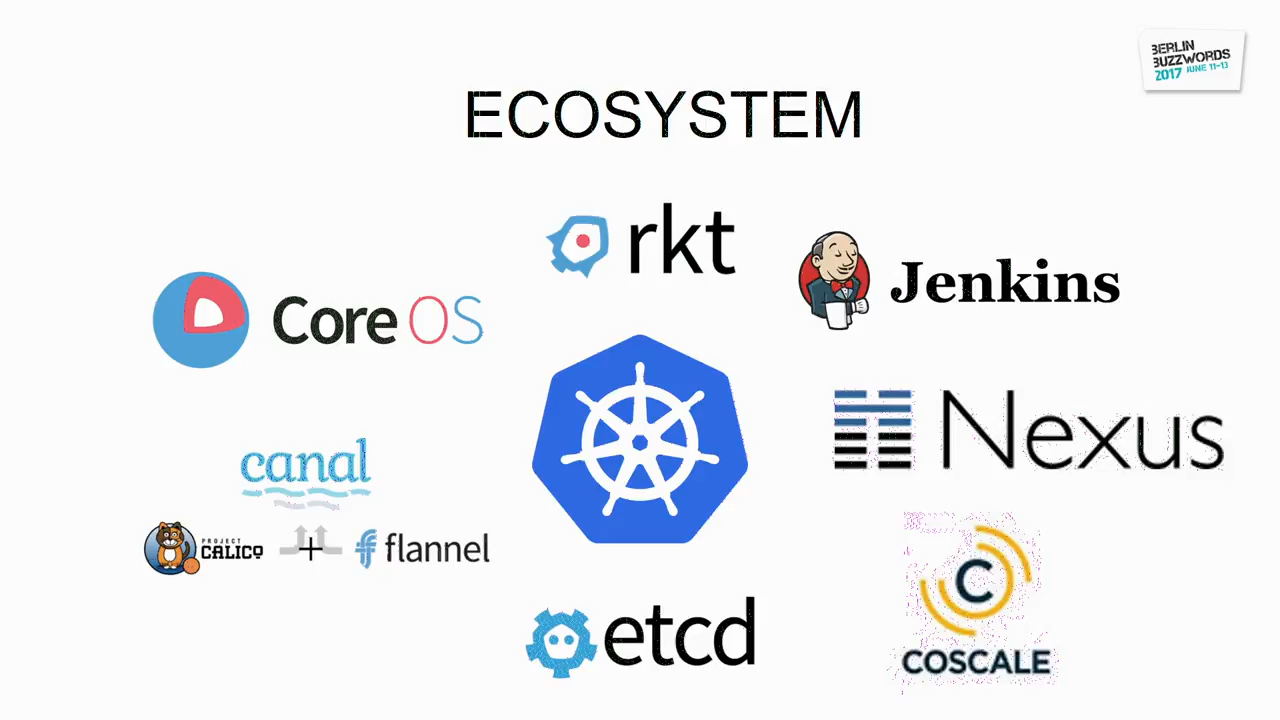 BERLIN
BUZZWORDS
2017 JUNE 11-13
ECOSYSTEM
rkt
Jenkins
Core OS
Nexus
canal
PROJECT
CALICO
+
flannel
C
COSCALE
etcd